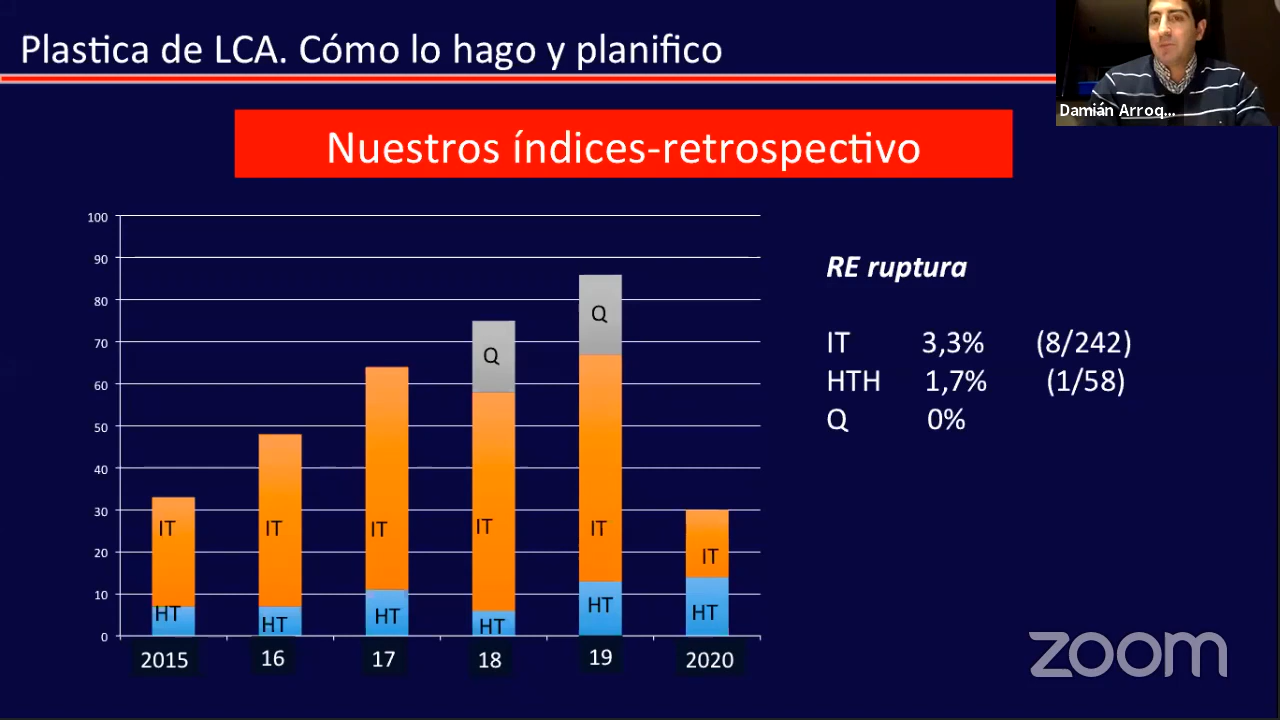 Plastica de LCA. Cómo lo hago y planifico
Damián Arroq...
Nuestros índices-retrospectivo
100
90
80
70
60
50
40
30
20
10
0
IT
HT
IT
HT
IT
HT
Q
IT
HT
Q
IT
HT
IT
HT
2015 16 17 18 19 2020
RE ruptura
IT 3,3% (8/242)
HTH 1,7% (1/58)
Q 0%
zoom